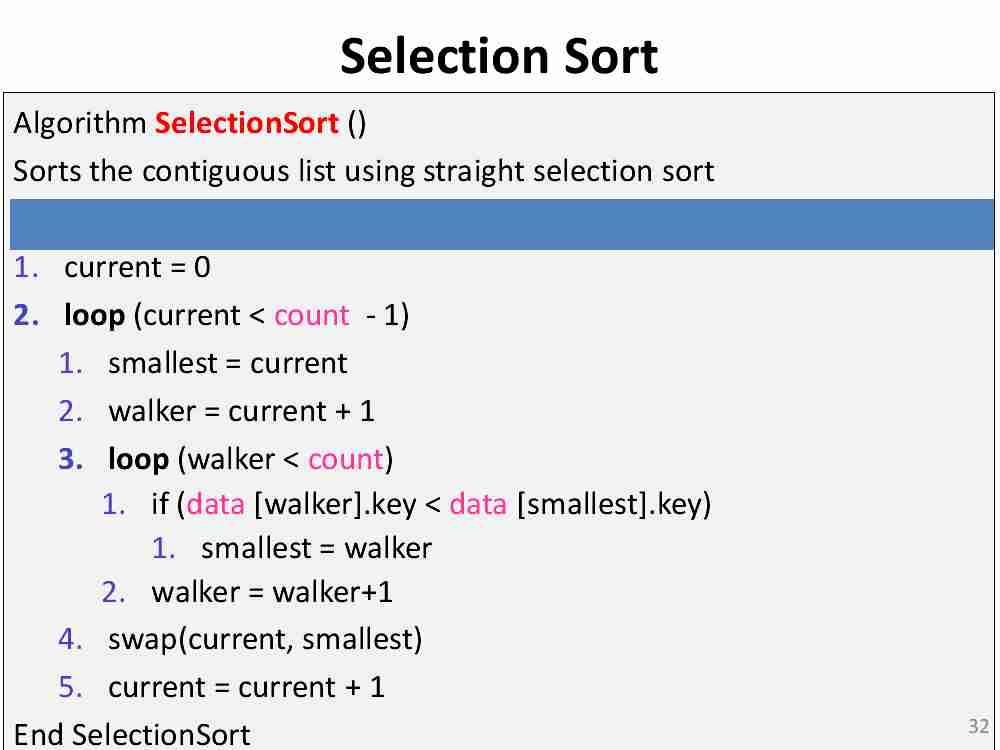 Selection Sort
Algorithm SelectionSort ()
Sorts the contiguous list using straight selection sort
1. current = 0
2. loop (current < count - 1)
1. smallest = current
2. walker = current + 1
3. loop (walker < count)
1. if (data [walker].key < data [smallest].key)
1. smallest = walker
2. walker = walker+1
4. swap(current, smallest)
5. current = current + 1
End SelectionSort
32